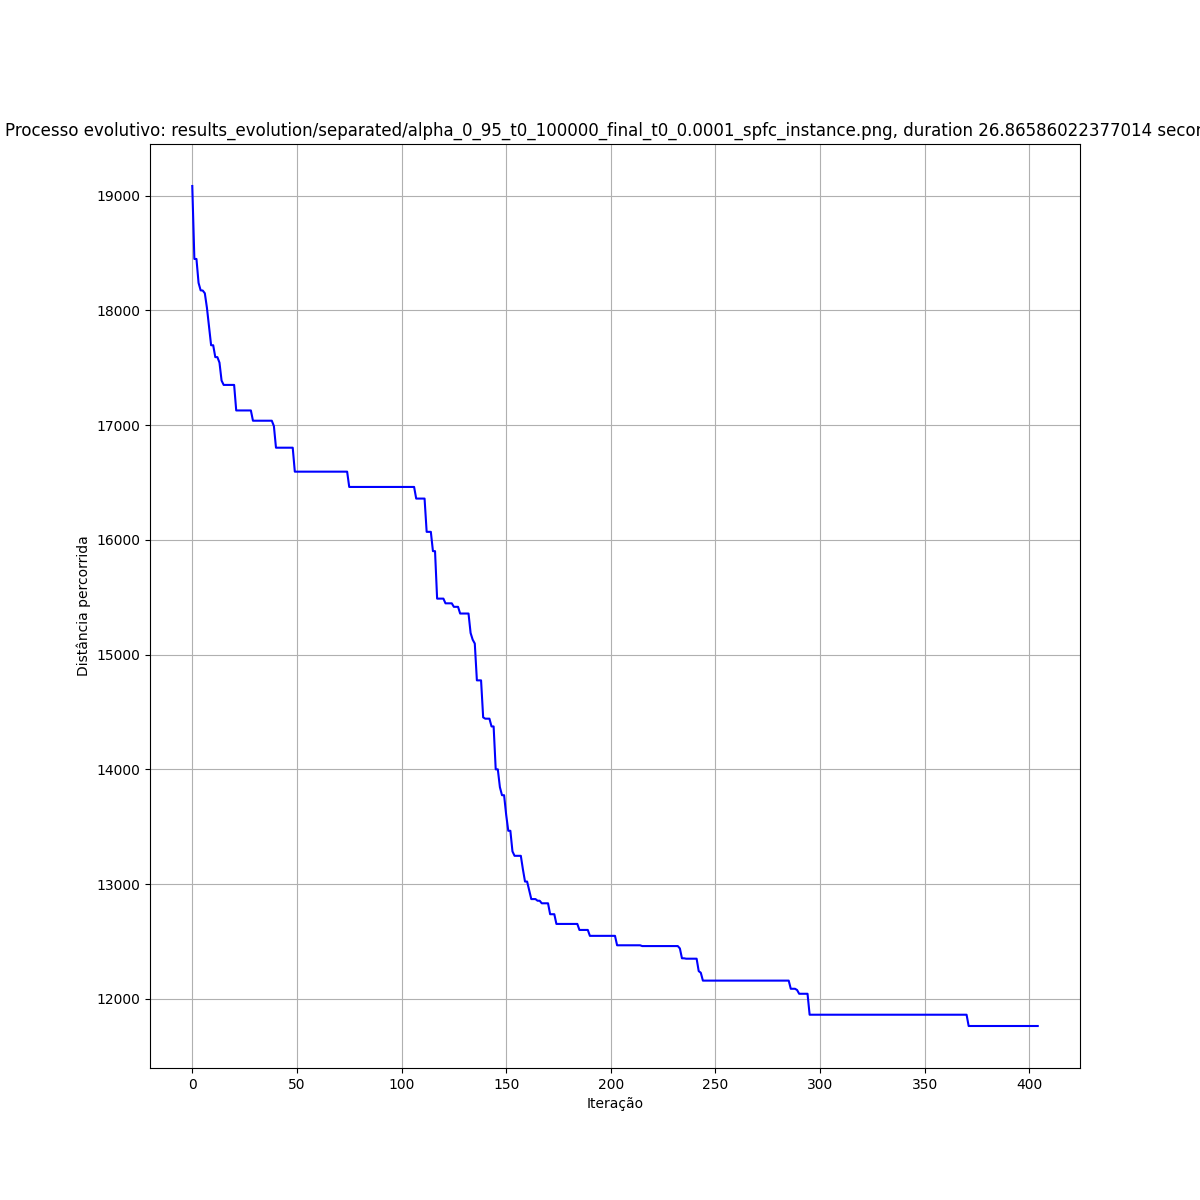 Processo evolutivo: results_evolution/separated/alpha_0_95_t0_100000_final_t0_0.0001_spfc_instance.png, duration 26.86586022377014 secon
19000
18000
17000
16000
15000
14000
13000
12000
Distância percorrida
0 50 100 150 200 250 300 350 400
Iteração